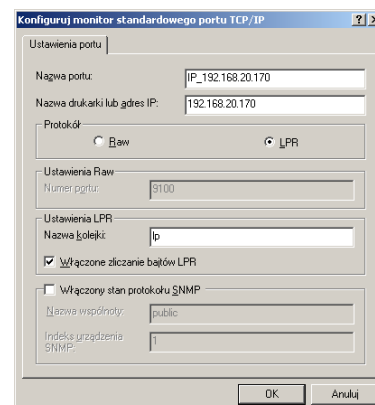 Konfiguruj monitor standardowego portu TCP/IP
Ustawienia portu
Nazwa portu: IP_192.168.20.170
Nazwa drukarki lub adres IP: 192.168.20.170
Protokół
Raw LPR
Ustawienia Raw
Numer portu: 9100
Ustawienia LPR
Nazwa kolejki: lp
Włączone zliczanie bajtów LPR
Włączony stan protokołu SNMP
Nazwa wspólnoty: public
Indeks urządzenia SNMP: 1
OK Anuluj